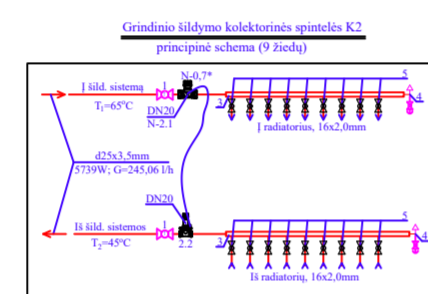 Grindinio šildymo kolektorinės spintelės K2
principinė schema (9 žiedų)
N-0,7*
Į šild. sistemą
1
5
T₁=65°C
DN20
N-2.1
3
4
Į radiatorius, 16x2,0mm
d25x3,5mm
5739W; G=245,06 l/h
DN20
Iš šild. sistemos
1
5
T₂=45°C
2.2
3
4
Iš radiatorių, 16x2,0mm